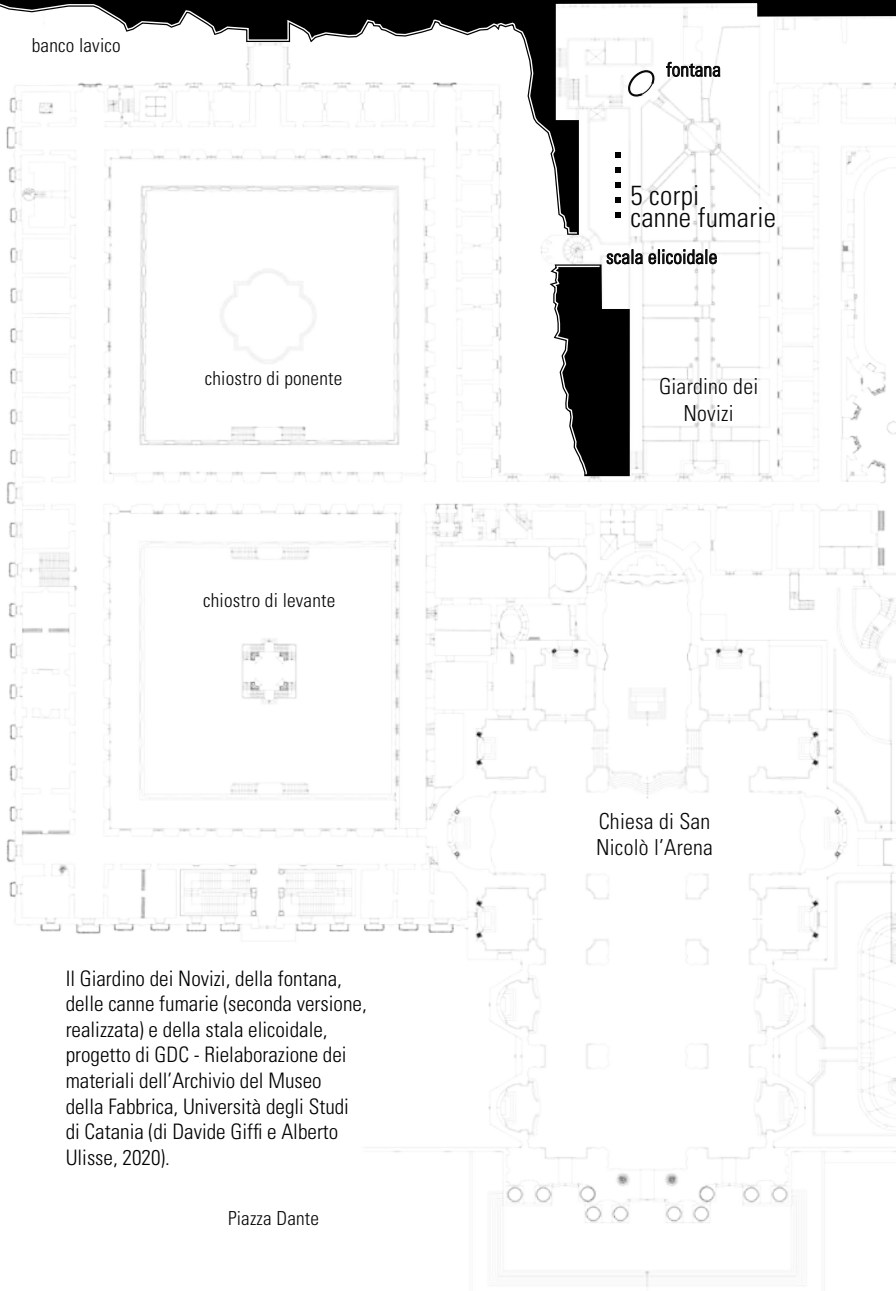 banco lavico
fontana
5 corpi
canne fumarie
scala elicoidale
chiostro di ponente
Giardino dei
Novizi
chiostro di levante
Chiesa di San
Nicolò l'Arena
Il Giardino dei Novizi, della fontana,
delle canne fumarie (seconda versione,
realizzata) e della stala elicoidale,
progetto di GDC - Rielaborazione dei
materiali dell'Archivio del Museo
della Fabbrica, Università degli Studi
di Catania (di Davide Giffi e Alberto
Ulisse, 2020).
Piazza Dante